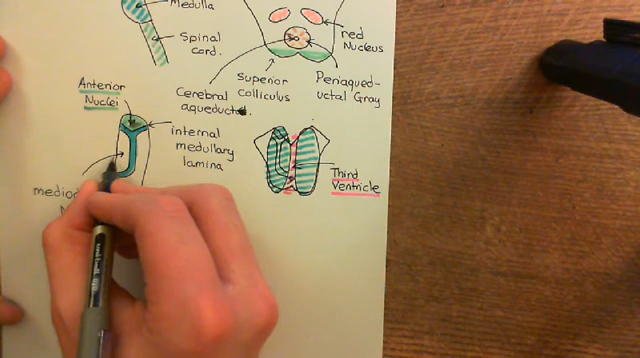 Medulla
Spinal
cord.
red
Nucleus
Superior
colliculus
Periaqued-
uctal Gray
Cerebral
aqueduct.
Anterior
Nuclei
internal
medullary
lamina
Third
Ventricle